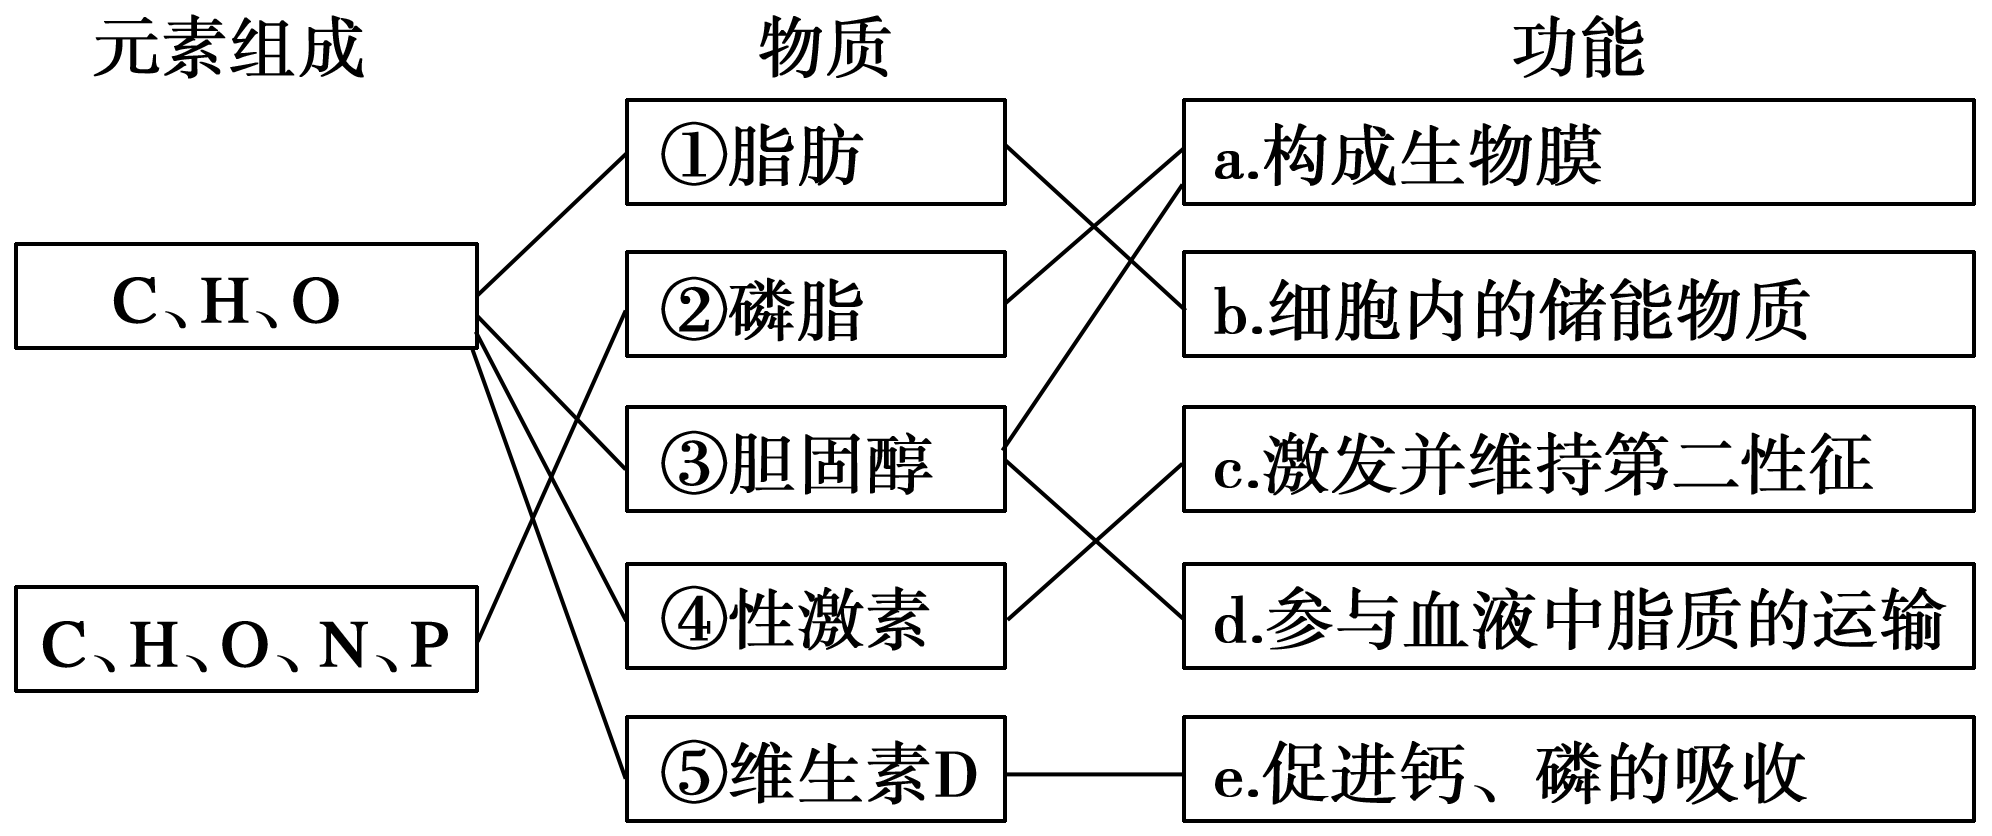 元素组成 物质 功能
①脂肪 a.构成生物膜
C、H、O ②磷脂 b.细胞内的储能物质
③胆固醇 c.激发并维持第二性征
C、H、O、N、P ④性激素 d.参与血液中脂质的运输
⑤维生素D e.促进钙、磷的吸收